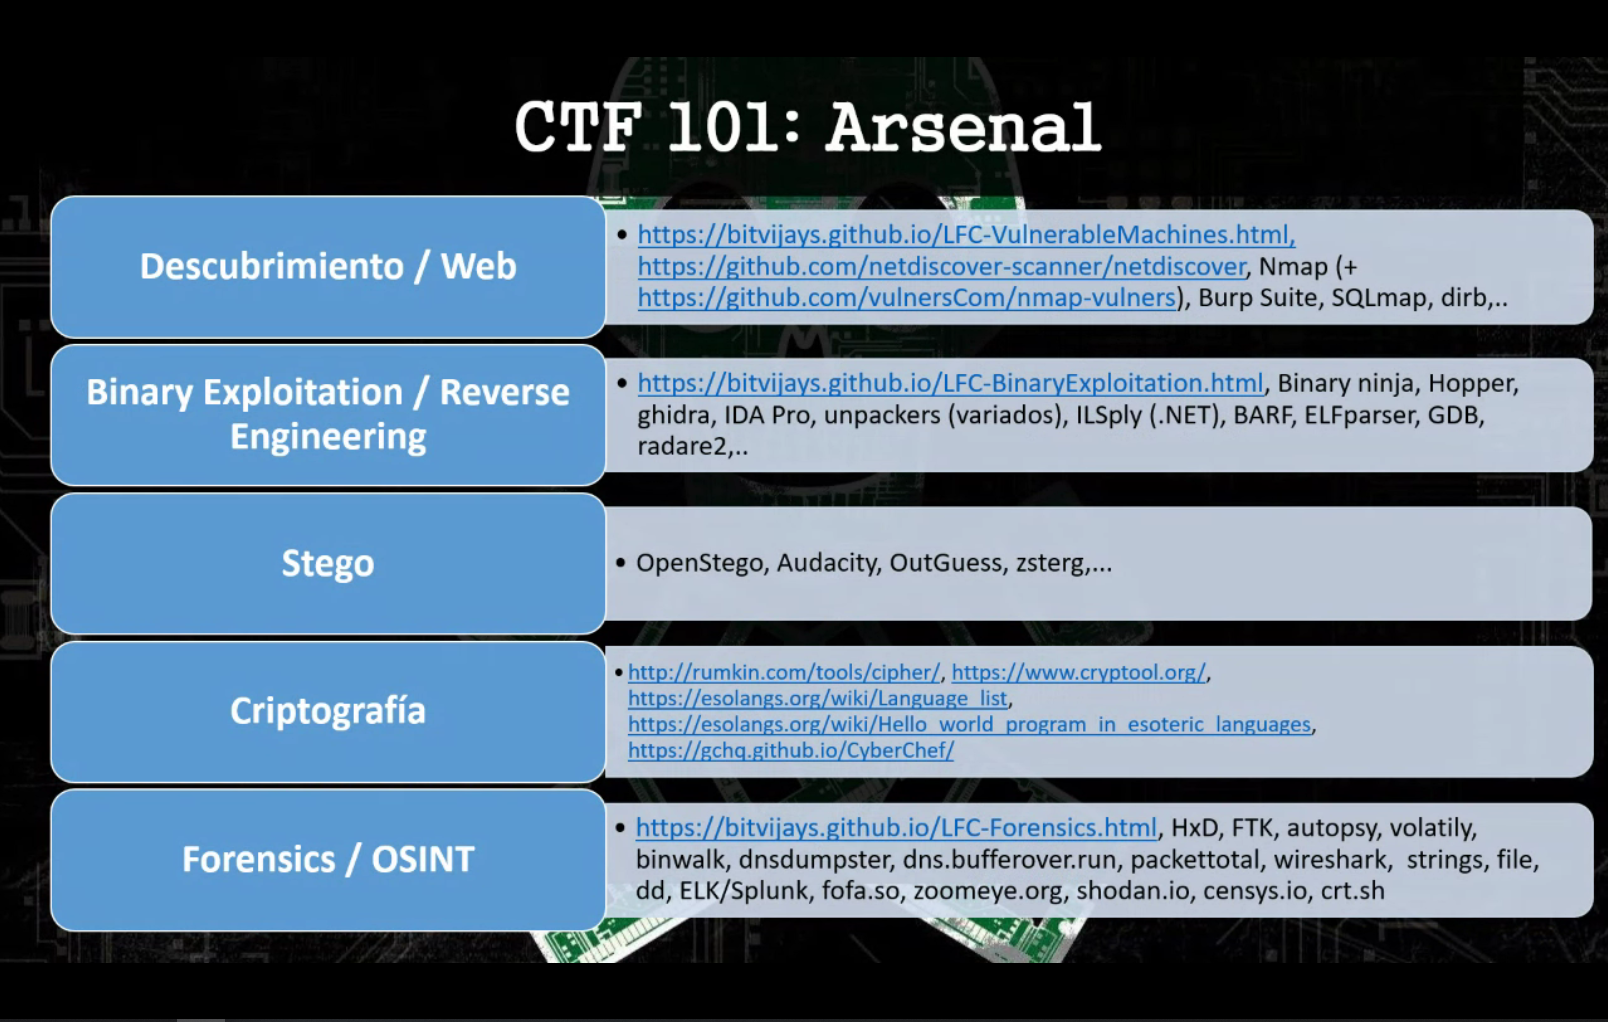 CTF 101: Arsenal
Descubrimiento / Web
• https://bitvijays.github.io/LFC-VulnerableMachines.html,
https://github.com/netdiscover-scanner/netdiscover, Nmap (+
https://github.com/vulnersCom/nmap-vulners), Burp Suite, SQLmap, dirb,..
Binary Exploitation / Reverse
Engineering
• https://bitvijays.github.io/LFC-BinaryExploitation.html, Binary ninja, Hopper,
ghidra, IDA Pro, unpackers (variados), ILSply (.NET), BARF, ELFparser, GDB,
radare2,..
Stego
• OpenStego, Audacity, OutGuess, zsterg,...
Criptografía
• http://rumkin.com/tools/cipher/, https://www.cryptool.org/,
https://esolangs.org/wiki/Language_list,
https://esolangs.org/wiki/Hello_world_program_in_esoteric_languages,
https://gchq.github.io/CyberChef/
Forensics / OSINT
• https://bitvijays.github.io/LFC-Forensics.html, HxD, FTK, autopsy, volatily,
binwalk, dnsdumpster, dns.bufferover.run, packettotal, wireshark, strings, file,
dd, ELK/Splunk, fofa.so, zoomeye.org, shodan.io, censys.io, crt.sh